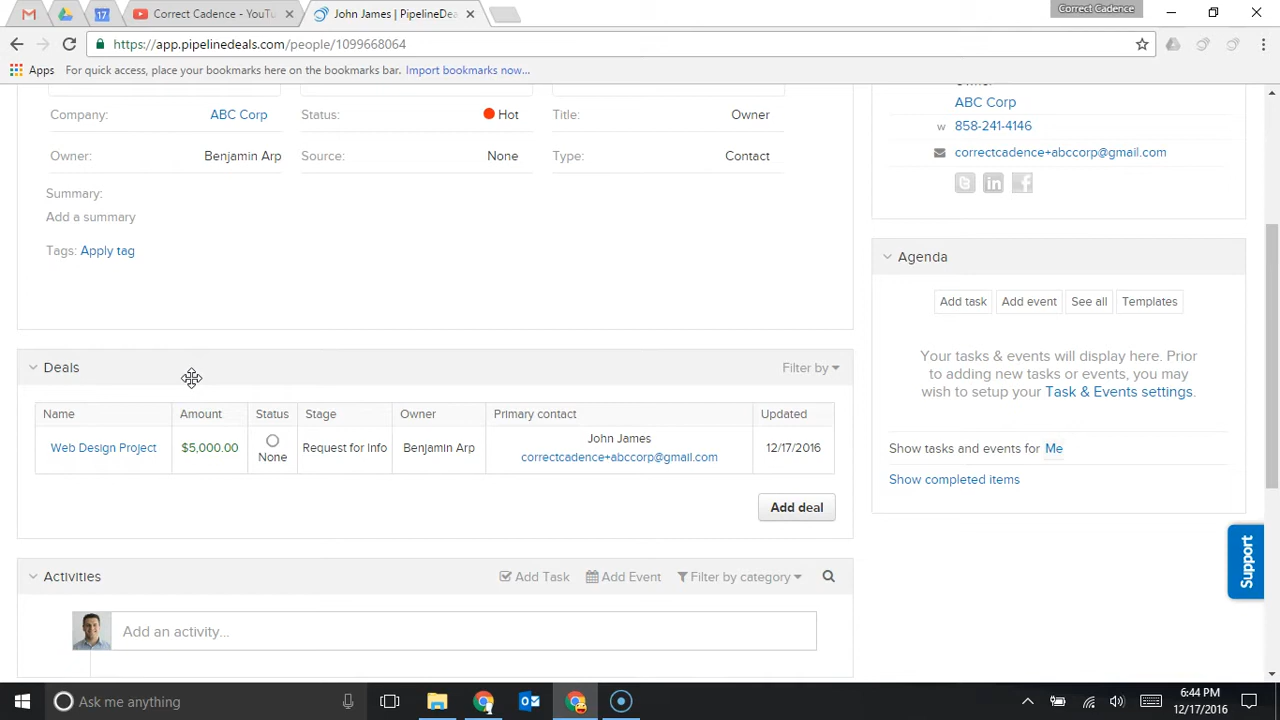 Correct Cadence - YouTu
John James | PipelineDea
Correct Cadence
https://app.pipelinedeals.com/people/1099668064
Apps
For quick access, place your bookmarks here on the bookmarks bar. Import bookmarks now...
Company: ABC Corp
Status: Hot
Title: Owner
Owner: Benjamin Arp
Source: None
Type: Contact
Summary:
Add a summary
Tags: Apply tag
ABC Corp
w 858-241-4146
correctcadence+abccorp@gmail.com
Agenda
Add task
Add event
See all
Templates
Your tasks & events will display here. Prior
to adding new tasks or events, you may
wish to setup your Task & Events settings.
Show tasks and events for Me
Show completed items
Deals
Filter by
Name Amount Status Stage Owner Primary contact Updated
Web Design Project $5,000.00 None Request for Info Benjamin Arp John James 12/17/2016
correctcadence+abccorp@gmail.com
Add deal
Activities
Add Task
Add Event
Filter by category
Add an activity...
Support
Ask me anything
6:44 PM
12/17/2016